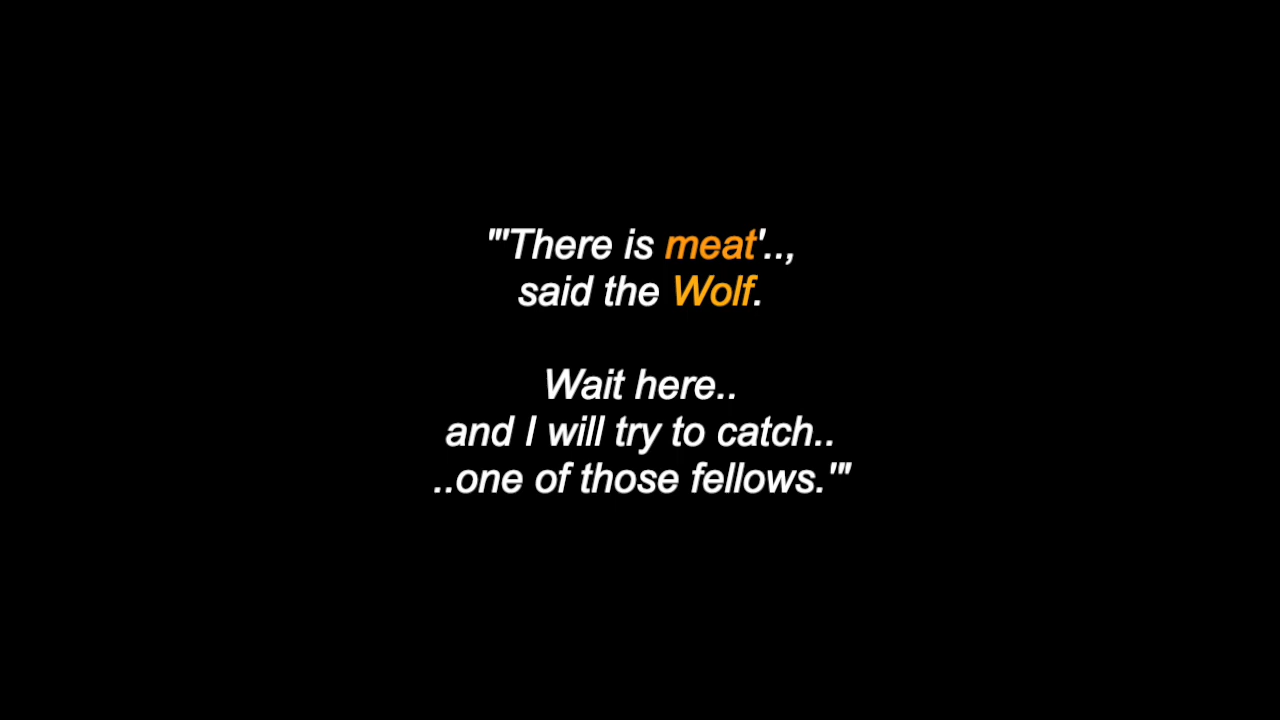 "'There is meat'..,
said the Wolf.
Wait here..
and I will try to catch..
..one of those fellows.'"